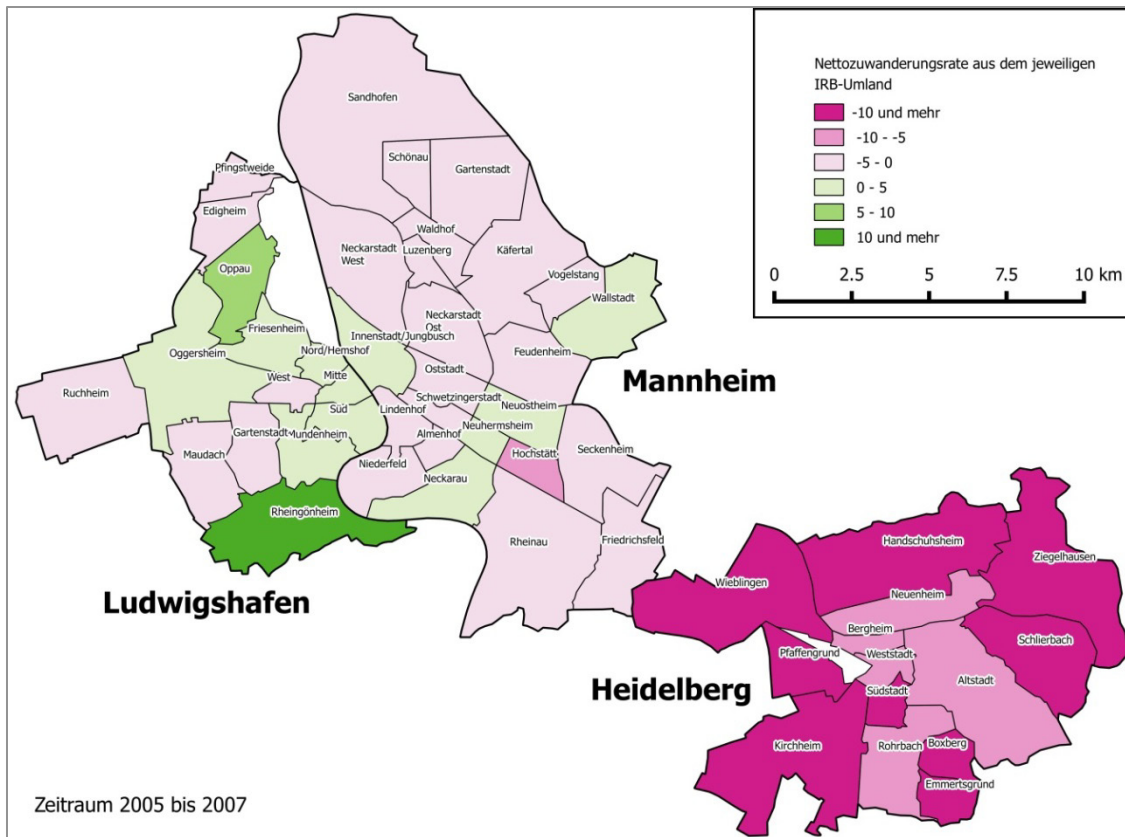 Nettozuwanderungsrate aus dem jeweiligen
IRB-Umland
-10 und mehr
-10 - -5
-5 - 0
0 - 5
5 - 10
10 und mehr
0 2.5 5 7.5 10 km
Sandhofen
Schönau
Gartenstadt
Pfingstweide
Edigheim
Waldhof
Neckarstadt
West
Luzenberg
Käfertal
Oppau
Vogelstang
Wallstadt
Neckarstadt
Ost
Friesenheim
Innenstadt/Jungbusch
Feudenheim
Oggersheim
Nord/Hemshof
Oststadt
Mannheim
Ruchheim
West
Mitte
Schwetzingerstadt
Neuostheim
Süd
Lindenhof
Neuhermsheim
Gartenstadt
Mundenheim
Almenhof
Maudach
Hochstätt
Seckenheim
Niederfeld
Neckarau
Rheingönheim
Rheinau
Friedrichsfeld
Handschuhsheim
Ziegelhausen
Wieblingen
Neuenheim
Ludwigshafen
Bergheim
Schlierbach
Pfaffengrund
Weststadt
Heidelberg
Südstadt
Altstadt
Kirchheim
Rohrbach
Boxberg
Emmertsgrund
Zeitraum 2005 bis 2007